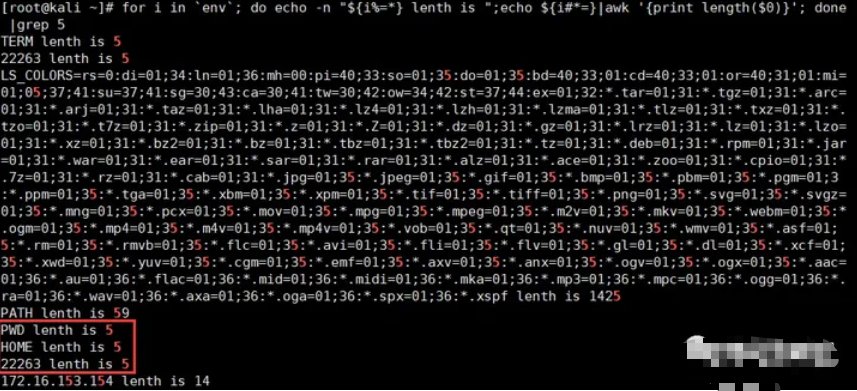 [root@kali ~]# for i in `env`; do echo -n "${i%=*} lenth is ";echo ${i#*=}|awk '{print length($0)}'; done
|grep 5
TERM lenth is 5
22263 lenth is 5
LS_COLORS=rs=0:di=01;34:ln=01;36:mh=00:pi=40;33:so=01;35:do=01;35:bd=40;33;01:cd=40;33;01:or=40;31;01:mi=
01;05;37;41:su=37;41:sg=30;43:ca=30;41:tw=30;42:ow=34;42:st=37;44:ex=01;32:*.tar=01;31:*.tgz=01;31:*.arc=
01;31:*.arj=01;31:*.taz=01;31:*.lha=01;31:*.lz4=01;31:*.lzh=01;31:*.lzma=01;31:*.tlz=01;31:*.txz=01;31:*.
tzo=01;31:*.t7z=01;31:*.zip=01;31:*.z=01;31:*.Z=01;31:*.dz=01;31:*.gz=01;31:*.lrz=01;31:*.lz=01;31:*.lzo=
01;31:*.xz=01;31:*.bz2=01;31:*.bz=01;31:*.tbz=01;31:*.tbz2=01;31:*.tz=01;31:*.deb=01;31:*.rpm=01;31:*.jar
=01;31:*.war=01;31:*.ear=01;31:*.sar=01;31:*.rar=01;31:*.alz=01;31:*.ace=01;31:*.zoo=01;31:*.cpio=01;31:*
.7z=01;31:*.rz=01;31:*.cab=01;31:*.jpg=01;35:*.jpeg=01;35:*.gif=01;35:*.bmp=01;35:*.pbm=01;35:*.pgm=01;3
5:*.ppm=01;35:*.tga=01;35:*.xbm=01;35:*.xpm=01;35:*.tif=01;35:*.tiff=01;35:*.png=01;35:*.svg=01;35:*.svgz
=01;35:*.mng=01;35:*.pcx=01;35:*.mov=01;35:*.mpg=01;35:*.mpeg=01;35:*.m2v=01;35:*.mkv=01;35:*.webm=01;35:*
.ogm=01;35:*.mp4=01;35:*.m4v=01;35:*.mp4v=01;35:*.vob=01;35:*.qt=01;35:*.nuv=01;35:*.wmv=01;35:*.asf=01;3
5:*.rm=01;35:*.rmvb=01;35:*.flc=01;35:*.avi=01;35:*.fli=01;35:*.flv=01;35:*.gl=01;35:*.dl=01;35:*.xcf=01;
35:*.xwd=01;35:*.yuv=01;35:*.cgm=01;35:*.emf=01;35:*.axv=01;35:*.anx=01;35:*.ogv=01;35:*.ogx=01;35:*.aac=
01;36:*.au=01;36:*.flac=01;36:*.mid=01;36:*.midi=01;36:*.mka=01;36:*.mp3=01;36:*.mpc=01;36:*.ogg=01;36:*.
ra=01;36:*.wav=01;36:*.axa=01;36:*.oga=01;36:*.spx=01;36:*.xspf lenth is 1425
PATH lenth is 59
PWD lenth is 5
HOME lenth is 5
22263 lenth is 5
172.16.153.154 lenth is 14